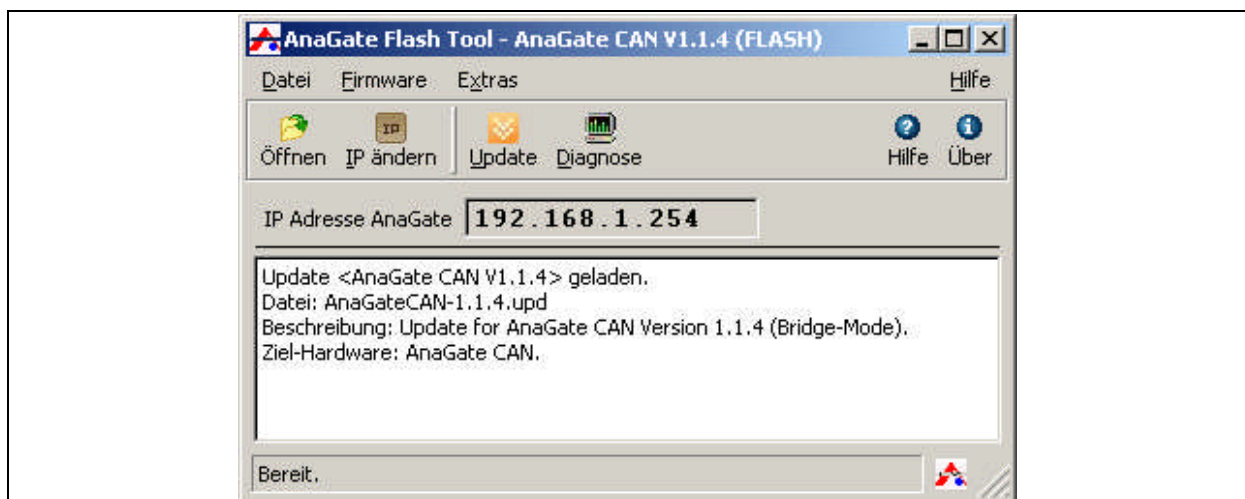 AnaGate Flash Tool - AnaGate CAN V1.1.4 (FLASH)
Datei Firmware Extras Hilfe
IP
Öffnen IP ändern Update Diagnose Hilfe Über
IP Adresse AnaGate 192.168.1.254
Update <AnaGate CAN V1.1.4> geladen.
Datei: AnaGateCAN-1.1.4.upd
Beschreibung: Update for AnaGate CAN Version 1.1.4 (Bridge-Mode).
Ziel-Hardware: AnaGate CAN.
Bereit.